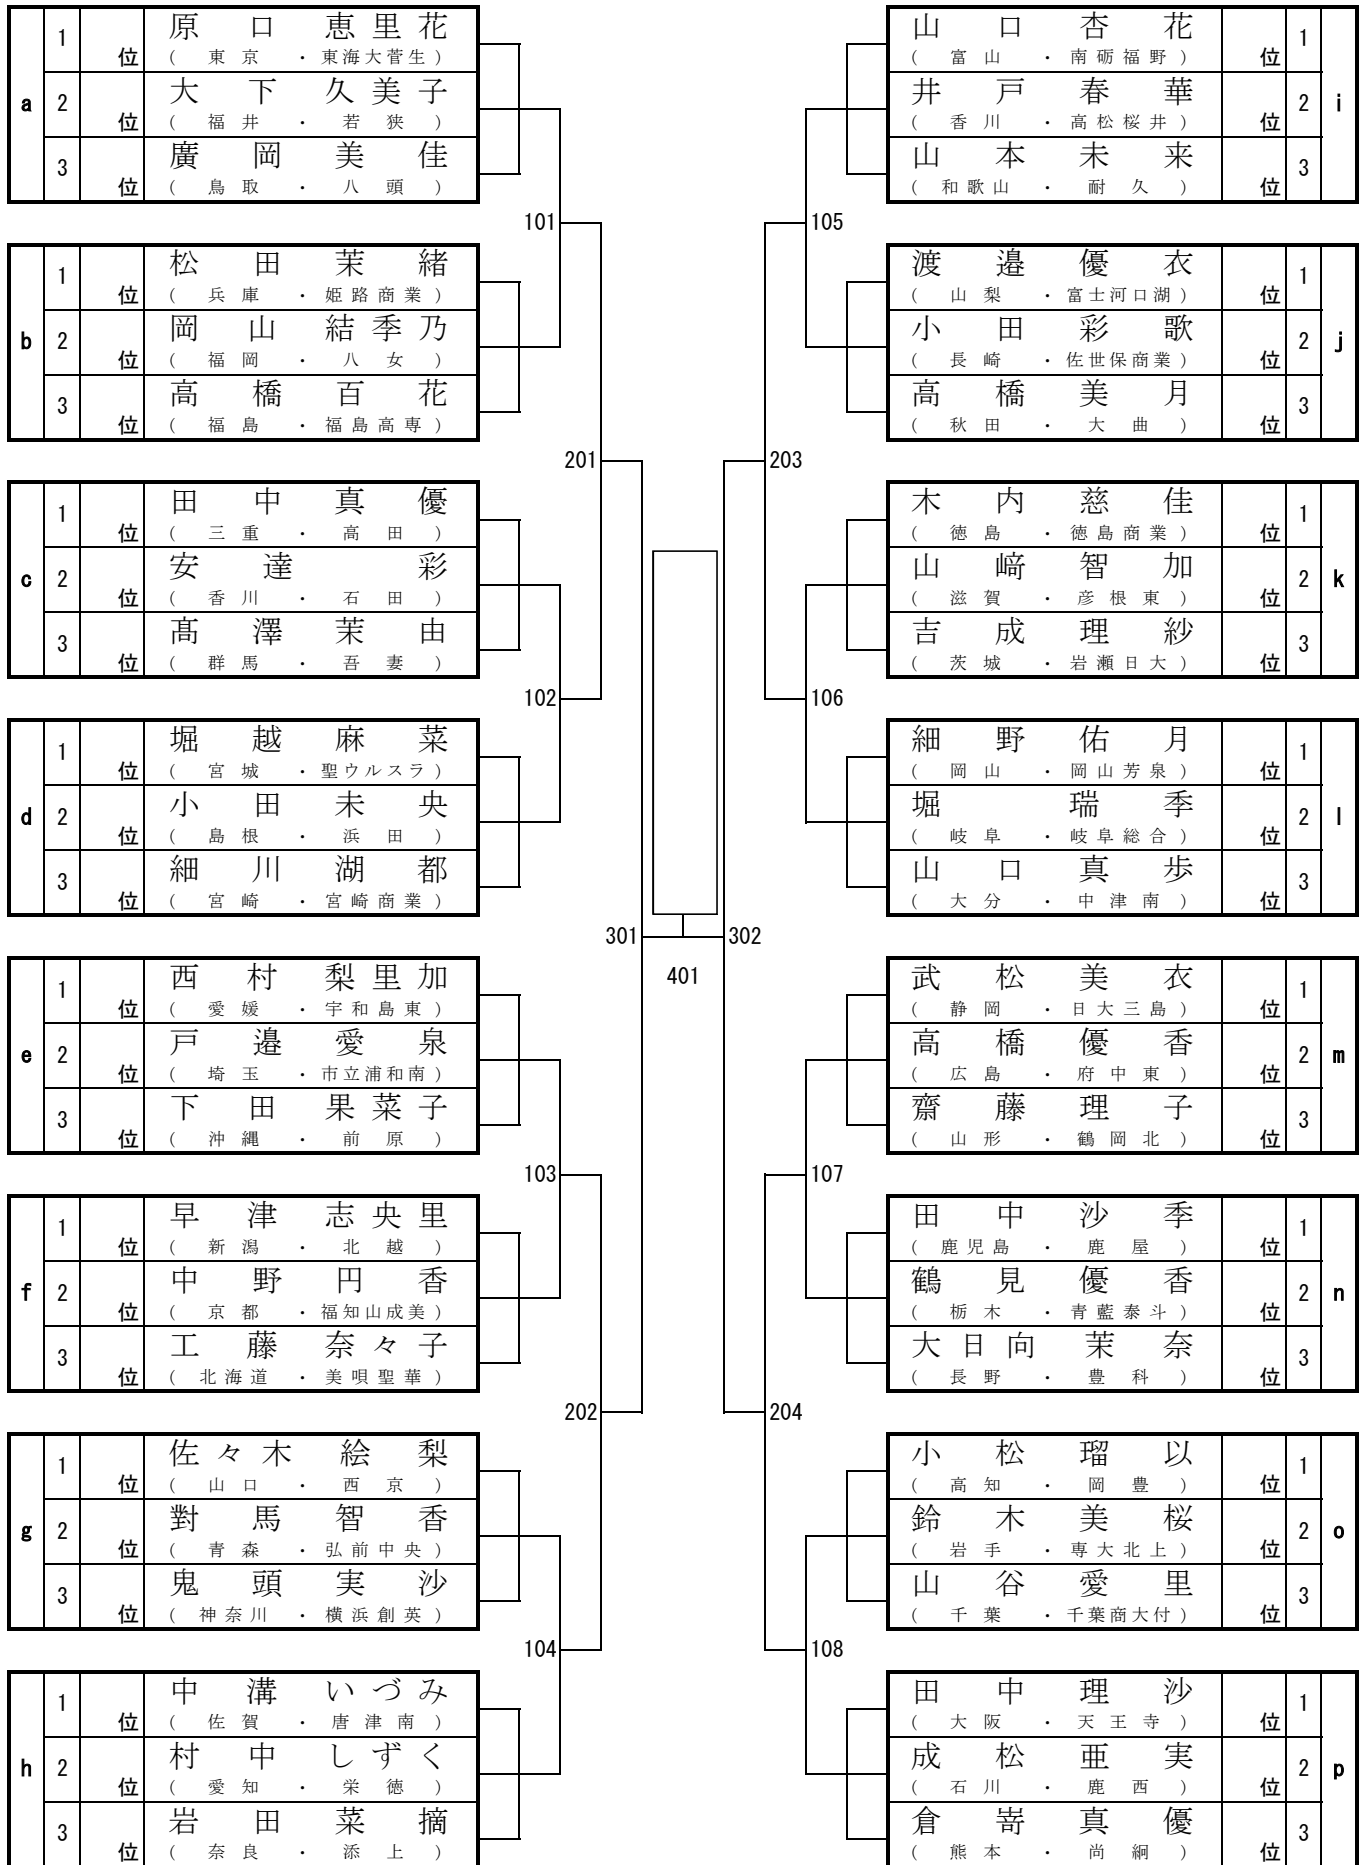 a
1 位 原口 恵里花
( 東京 ・ 東海大菅生 )
2 位 大下 久美子
( 福井 ・ 若狭 )
3 位 廣岡 美佳
( 鳥取 ・ 八頭 )
101
b
1 位 松田 茉緒
( 兵庫 ・ 姫路商業 )
2 位 岡山 結季乃
( 福岡 ・ 八女 )
3 位 高橋 百花
( 福島 ・ 福島高専 )
201
c
1 位 田中 真優
( 三重 ・ 高田 )
2 位 安達 彩
( 香川 ・ 石田 )
3 位 髙澤 茉由
( 群馬 ・ 吾妻 )
102
d
1 位 堀越 麻菜
( 宮城 ・ 聖ウルスラ )
2 位 小田 未央
( 島根 ・ 浜田 )
3 位 細川 湖都
( 宮崎 ・ 宮崎商業 )
301
e
1 位 西村 梨里加
( 愛媛 ・ 宇和島東 )
2 位 戸邉 愛泉
( 埼玉 ・ 市立浦和南 )
3 位 下田 果菜子
( 沖縄 ・ 前原 )
103
f
1 位 早津 志央里
( 新潟 ・ 北越 )
2 位 中野 円香
( 京都 ・ 福知山成美 )
3 位 工藤 奈々子
( 北海道 ・ 美唄聖華 )
202
g
1 位 佐々木 絵梨
( 山口 ・ 西京 )
2 位 對馬 智香
( 青森 ・ 弘前中央 )
3 位 鬼頭 実沙
( 神奈川 ・ 横浜創英 )
104
h
1 位 中溝 いづみ
( 佐賀 ・ 唐津南 )
2 位 村中 しずく
( 愛知 ・ 栄徳 )
3 位 岩田 菜摘
( 奈良 ・ 添上 )
401
山口 杏花 位 1
( 富山 ・ 南砺福野 )
井戸 春華 位 2
( 香川 ・ 高松桜井 )
山本 未来 位 3
( 和歌山 ・ 耐久 )
i
105
渡邉 優衣 位 1
( 山梨 ・ 富士河口湖 )
小田 彩歌 位 2
( 長崎 ・ 佐世保商業 )
高橋 美月 位 3
( 秋田 ・ 大曲 )
j
203
木内 慈佳 位 1
( 徳島 ・ 徳島商業 )
山﨑 智加 位 2
( 滋賀 ・ 彦根東 )
吉成 理紗 位 3
( 茨城 ・ 岩瀬日大 )
k
106
細野 佑月 位 1
( 岡山 ・ 岡山芳泉 )
堀 瑞季 位 2
( 岐阜 ・ 岐阜総合 )
山口 真歩 位 3
( 大分 ・ 中津南 )
l
302
武松 美衣 位 1
( 静岡 ・ 日大三島 )
高橋 優香 位 2
( 広島 ・ 府中東 )
齋藤 理子 位 3
( 山形 ・ 鶴岡北 )
m
107
田中 沙季 位 1
( 鹿児島 ・ 鹿屋 )
鶴見 優香 位 2
( 栃木 ・ 青藍泰斗 )
大日向 茉奈 位 3
( 長野 ・ 豊科 )
n
204
小松 瑠以 位 1
( 高知 ・ 岡豊 )
鈴木 美桜 位 2
( 岩手 ・ 専大北上 )
山谷 愛里 位 3
( 千葉 ・ 千葉商大付 )
o
108
田中 理沙 位 1
( 大阪 ・ 天王寺 )
成松 亜実 位 2
( 石川 ・ 鹿西 )
倉嵜 真優 位 3
( 熊本 ・ 尚絅 )
p